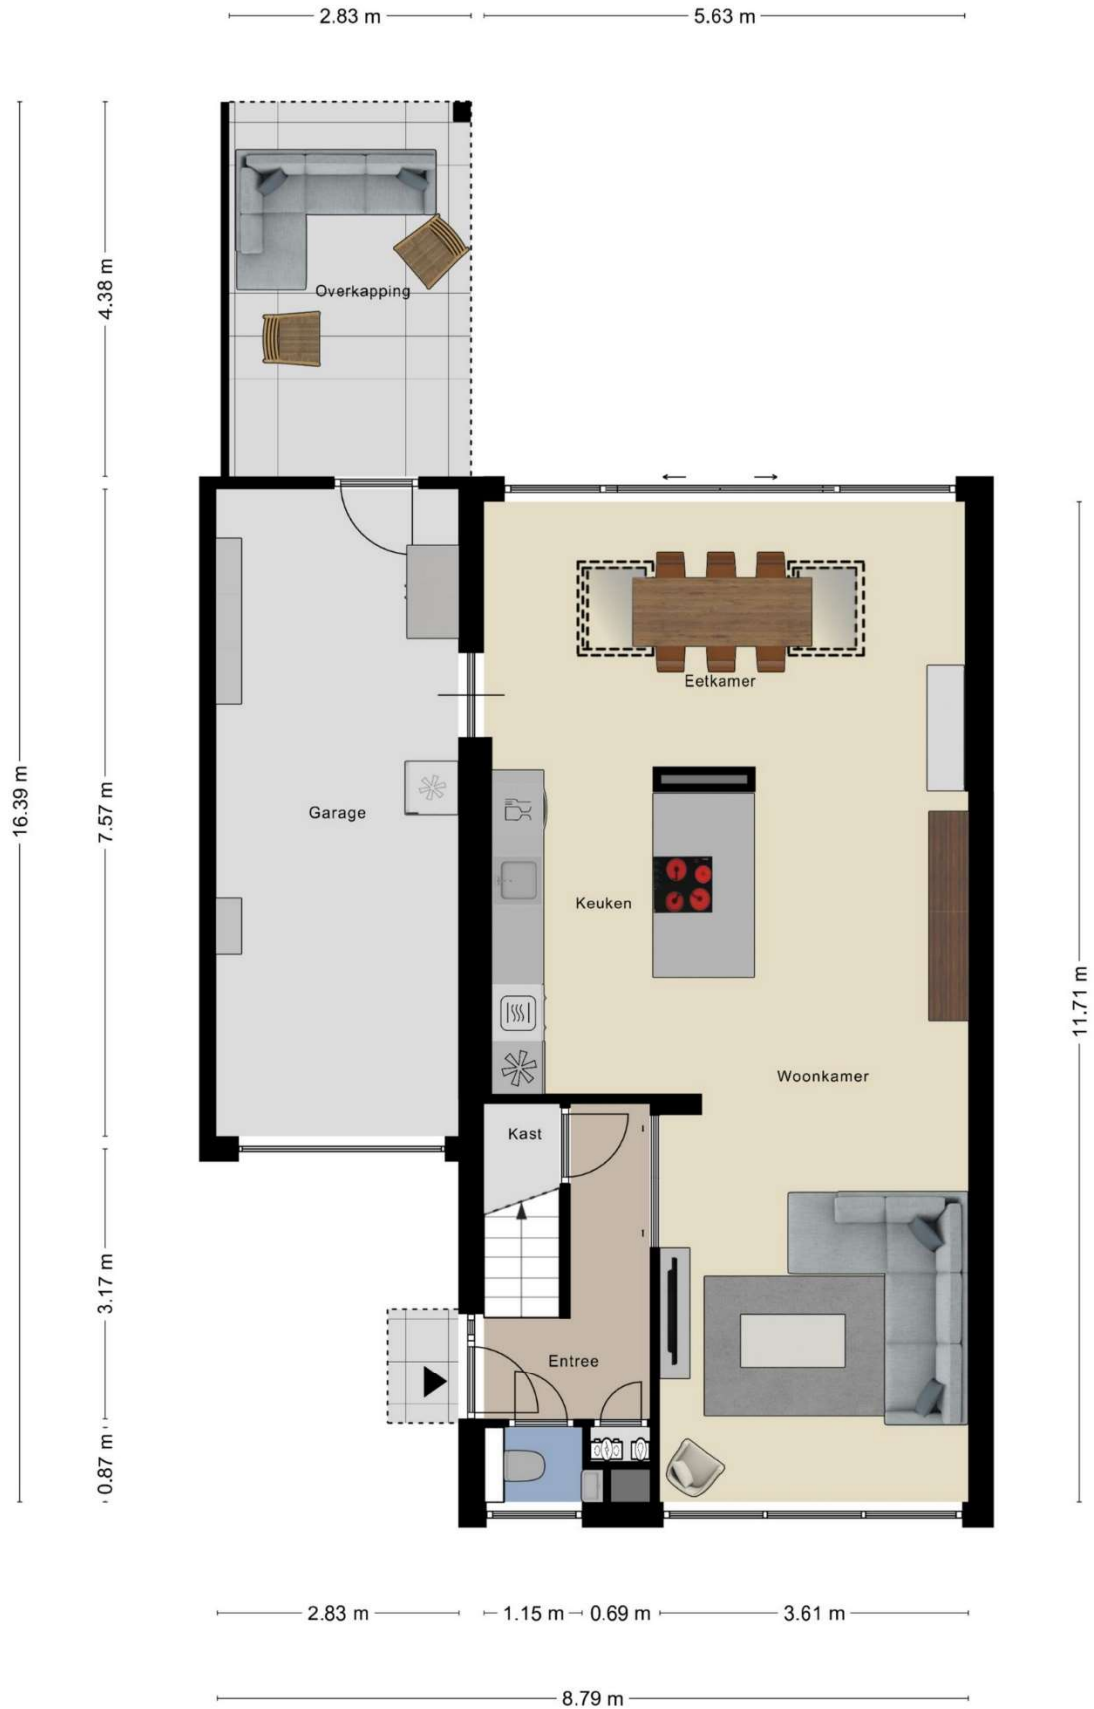 2.83 m
5.63 m
16.39 m
4.38 m
Overkapping
7.57 m
Eetkamer
Garage
Keuken
11.71 m
Woonkamer
Kast
3.17 m
Entree
0.87 m
2.83 m
1.15 m
0.69 m
3.61 m
8.79 m